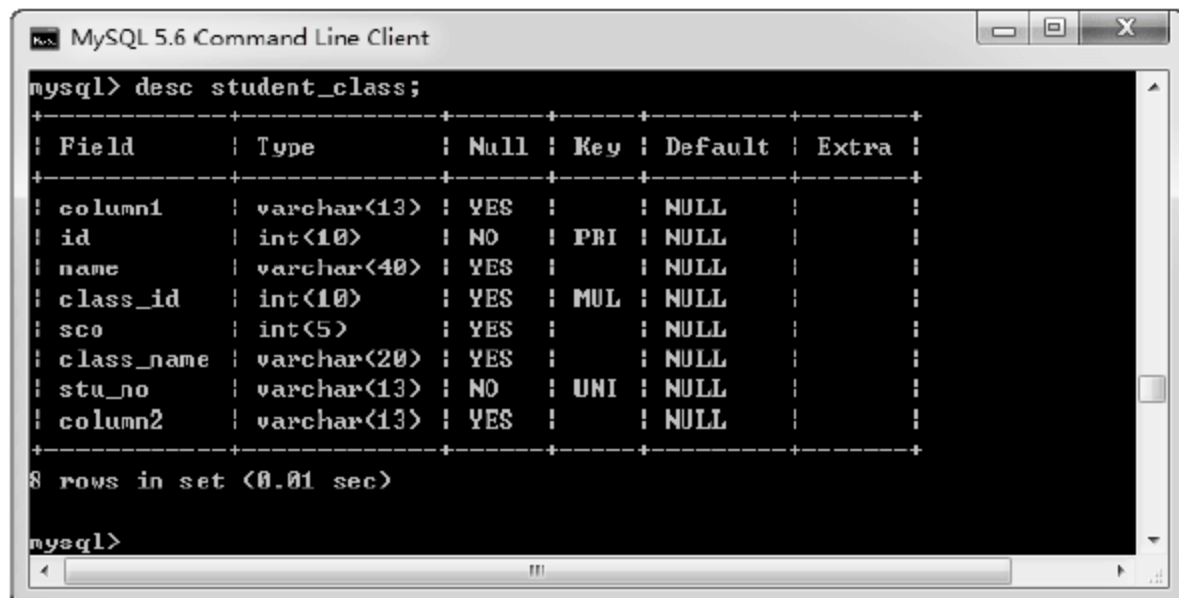 MySQL 5.6 Command Line Client
mysql> desc student_class;
+------------+-------------+------+-----+---------+-------+
| Field      | Type        | Null | Key | Default | Extra |
+------------+-------------+------+-----+---------+-------+
| column1    | varchar(13) | YES  |     | NULL    |       |
| id         | int(10)     | NO   | PRI | NULL    |       |
| name       | varchar(40) | YES  |     | NULL    |       |
| class_id   | int(10)     | YES  | MUL | NULL    |       |
| sco        | int(5)      | YES  |     | NULL    |       |
| class_name | varchar(20) | YES  |     | NULL    |       |
| stu_no     | varchar(13) | NO   | UNI | NULL    |       |
| column2    | varchar(13) | YES  |     | NULL    |       |
+------------+-------------+------+-----+---------+-------+
8 rows in set (0.01 sec)
mysql>